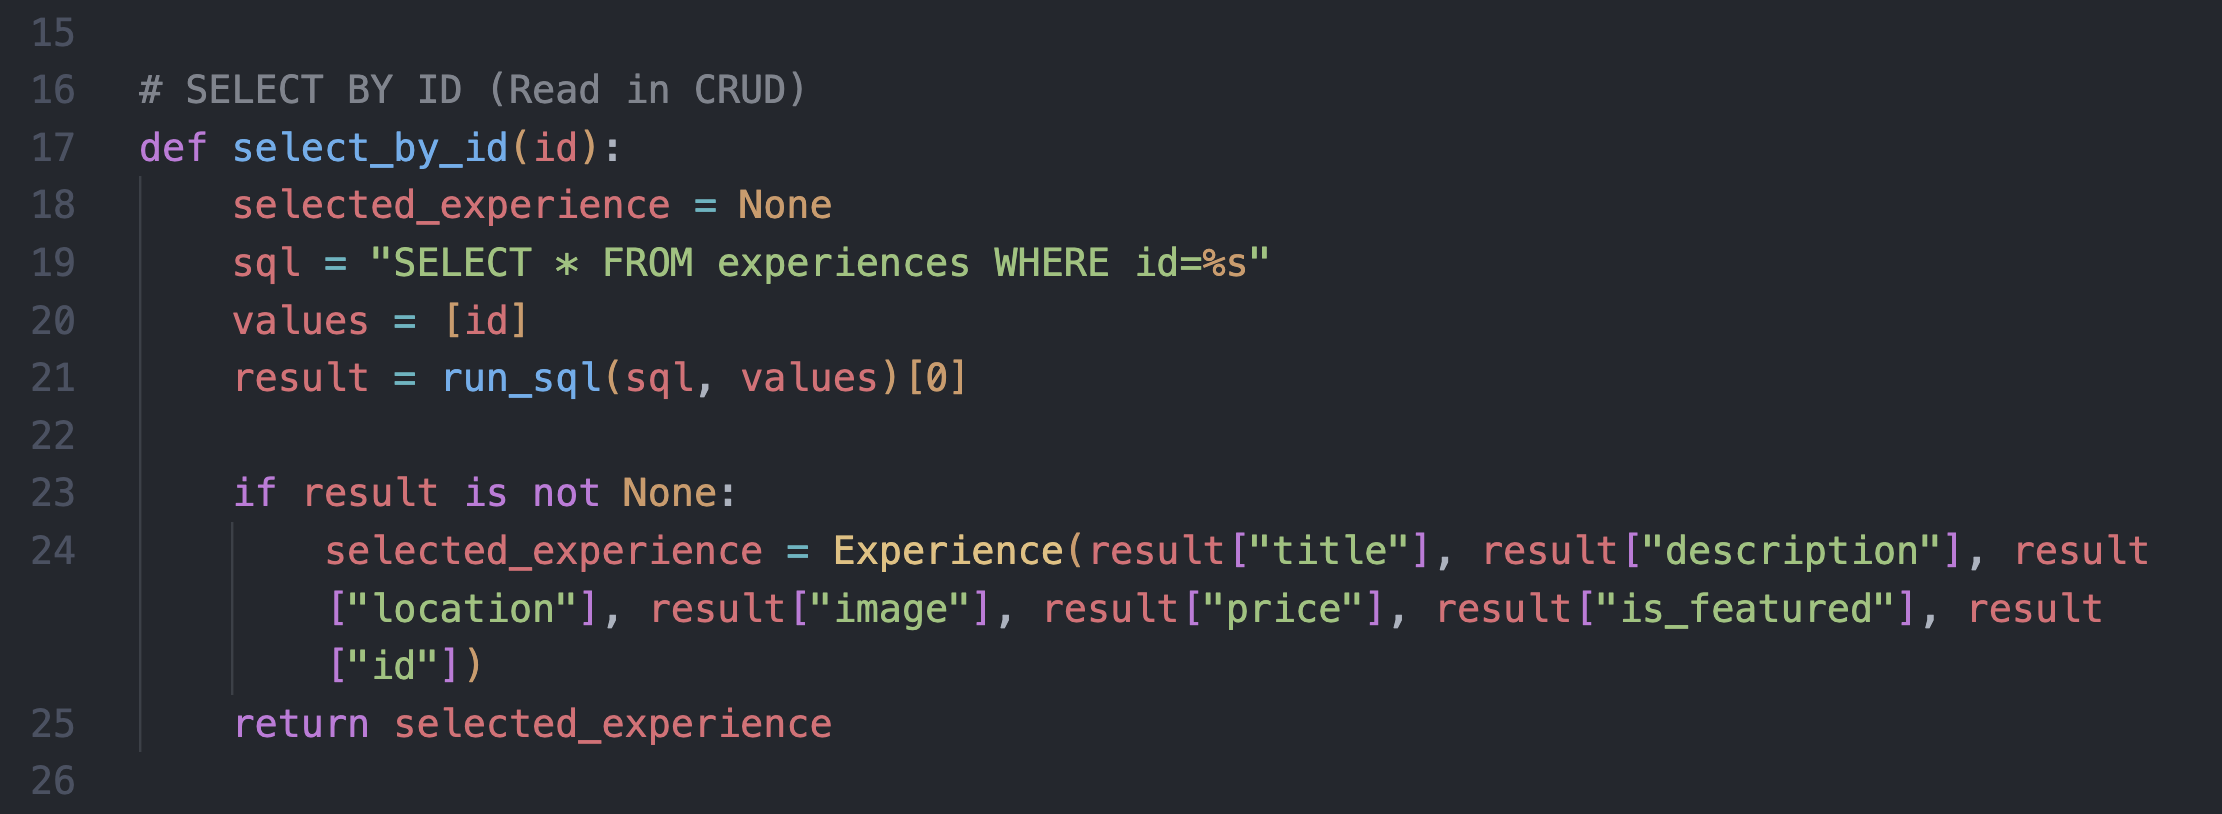 15
16 # SELECT BY ID (Read in CRUD)
17 def select_by_id(id):
18     selected_experience = None
19     sql = "SELECT * FROM experiences WHERE id=%s"
20     values = [id]
21     result = run_sql(sql, values)[0]
22
23     if result is not None:
24         selected_experience = Experience(result["title"], result["description"], result
["location"], result["image"], result["price"], result["is_featured"], result
["id"])
25     return selected_experience
26